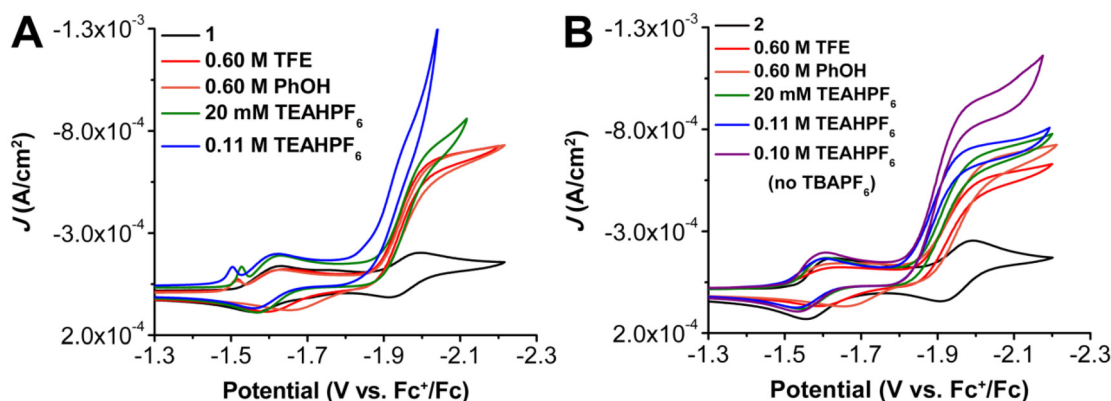 A
-1.3x10⁻³
-8.0x10⁻⁴
-3.0x10⁻⁴
2.0x10⁻⁴
J (A/cm²)
1
0.60 M TFE
0.60 M PhOH
20 mM TEAHPF₆
0.11 M TEAHPF₆
-1.3 -1.5 -1.7 -1.9 -2.1 -2.3
Potential (V vs. Fc⁺/Fc)
B
-1.3x10⁻³
-8.0x10⁻⁴
-3.0x10⁻⁴
2.0x10⁻⁴
J (A/cm²)
2
0.60 M TFE
0.60 M PhOH
20 mM TEAHPF₆
0.11 M TEAHPF₆
0.10 M TEAHPF₆
(no TBAPF₆)
-1.3 -1.5 -1.7 -1.9 -2.1 -2.3
Potential (V vs. Fc⁺/Fc)